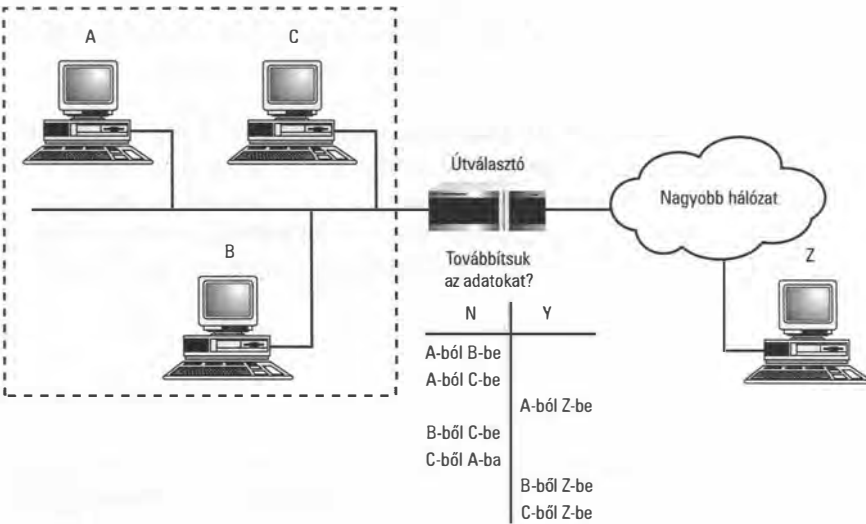 A
C
Útválasztó
Nagyobb hálózat
B
Z
Továbbítsuk
az adatokat?
N Y
A-ból B-be
A-ból C-be
A-ból Z-be
B-ből C-be
C-ből A-ba
B-ből Z-be
C-ből Z-be